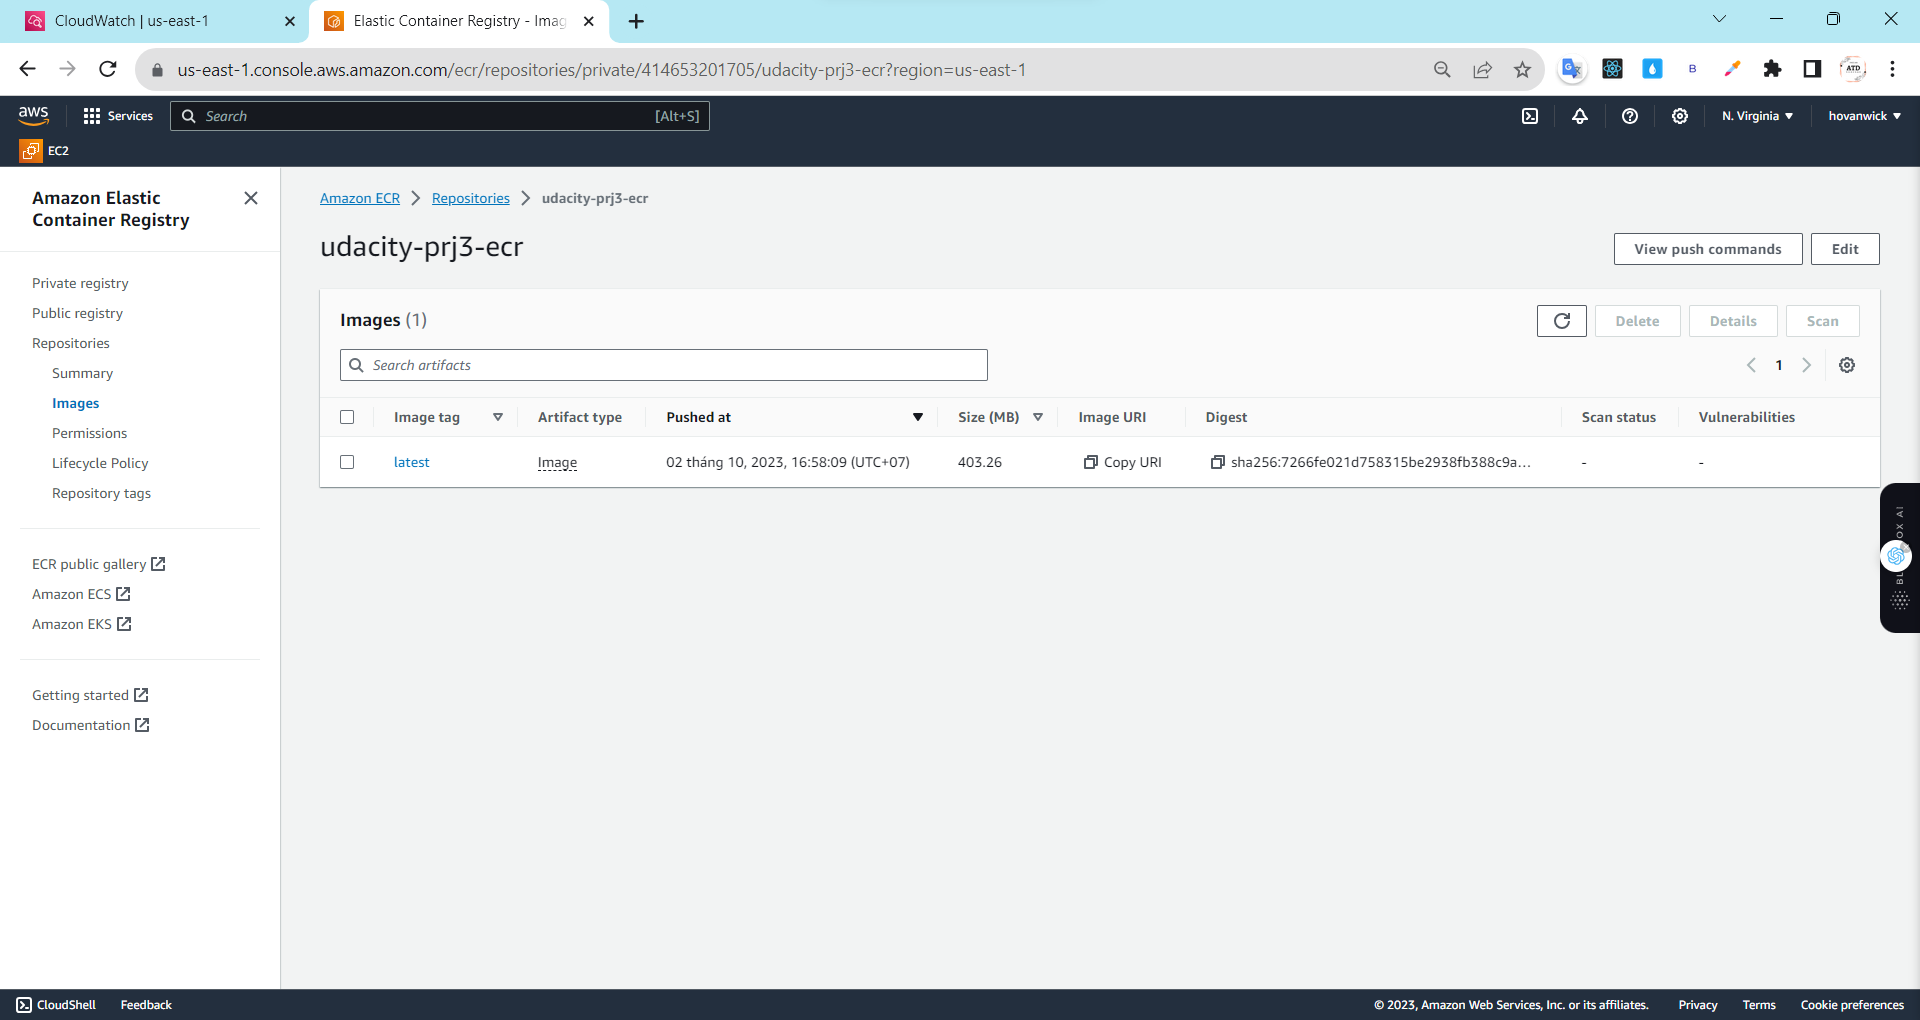 CloudWatch | us-east-1
Elastic Container Registry - Imag
us-east-1.console.aws.amazon.com/ecr/repositories/private/414653201705/udacity-prj3-ecr?region=us-east-1
B
ATD
aws
Services
Search
[Alt+S]
N. Virginia
hovanwick
EC2
Amazon Elastic
Container Registry
Private registry
Public registry
Repositories
Summary
Images
Permissions
Lifecycle Policy
Repository tags
ECR public gallery
Amazon ECS
Amazon EKS
Getting started
Documentation
Amazon ECR
Repositories
udacity-prj3-ecr
udacity-prj3-ecr
View push commands
Edit
Images (1)
Delete
Details
Scan
Search artifacts
1
Image tag
Artifact type
Pushed at
Size (MB)
Image URI
Digest
Scan status
Vulnerabilities
latest
Image
02 tháng 10, 2023, 16:58:09 (UTC+07)
403.26
Copy URI
sha256:7266fe021d758315be2938fb388c9a...
-
-
CloudShell
Feedback
© 2023, Amazon Web Services, Inc. or its affiliates.
Privacy
Terms
Cookie preferences